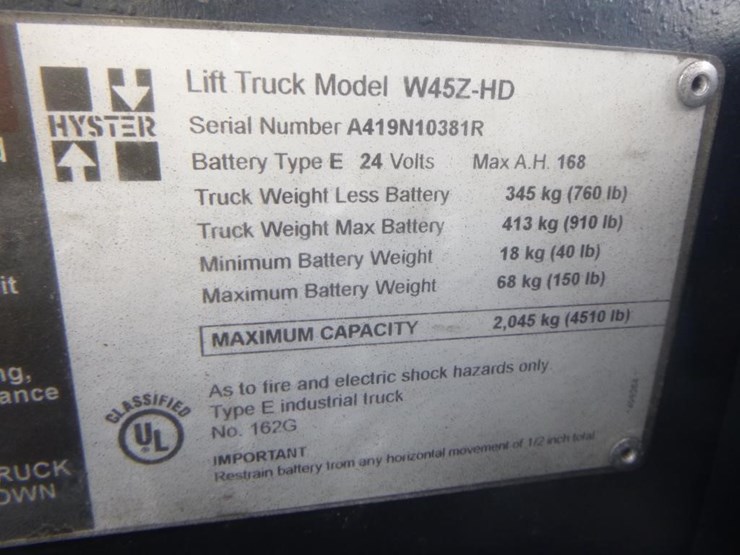 HYSTER
Lift Truck Model W45Z-HD
Serial Number A419N10381R
Battery Type E 24 Volts Max A.H. 168
Truck Weight Less Battery 345 kg (760 lb)
Truck Weight Max Battery 413 kg (910 lb)
Minimum Battery Weight 18 kg (40 lb)
Maximum Battery Weight 68 kg (150 lb)
MAXIMUM CAPACITY 2,045 kg (4510 lb)
As to fire and electric shock hazards only
Type E industrial truck
No. 162G
CLASSIFIED
UL
IMPORTANT
Restrain battery from any horizontal movement of 1/2 inch total
it
ng,
ance
RUCK
OWN